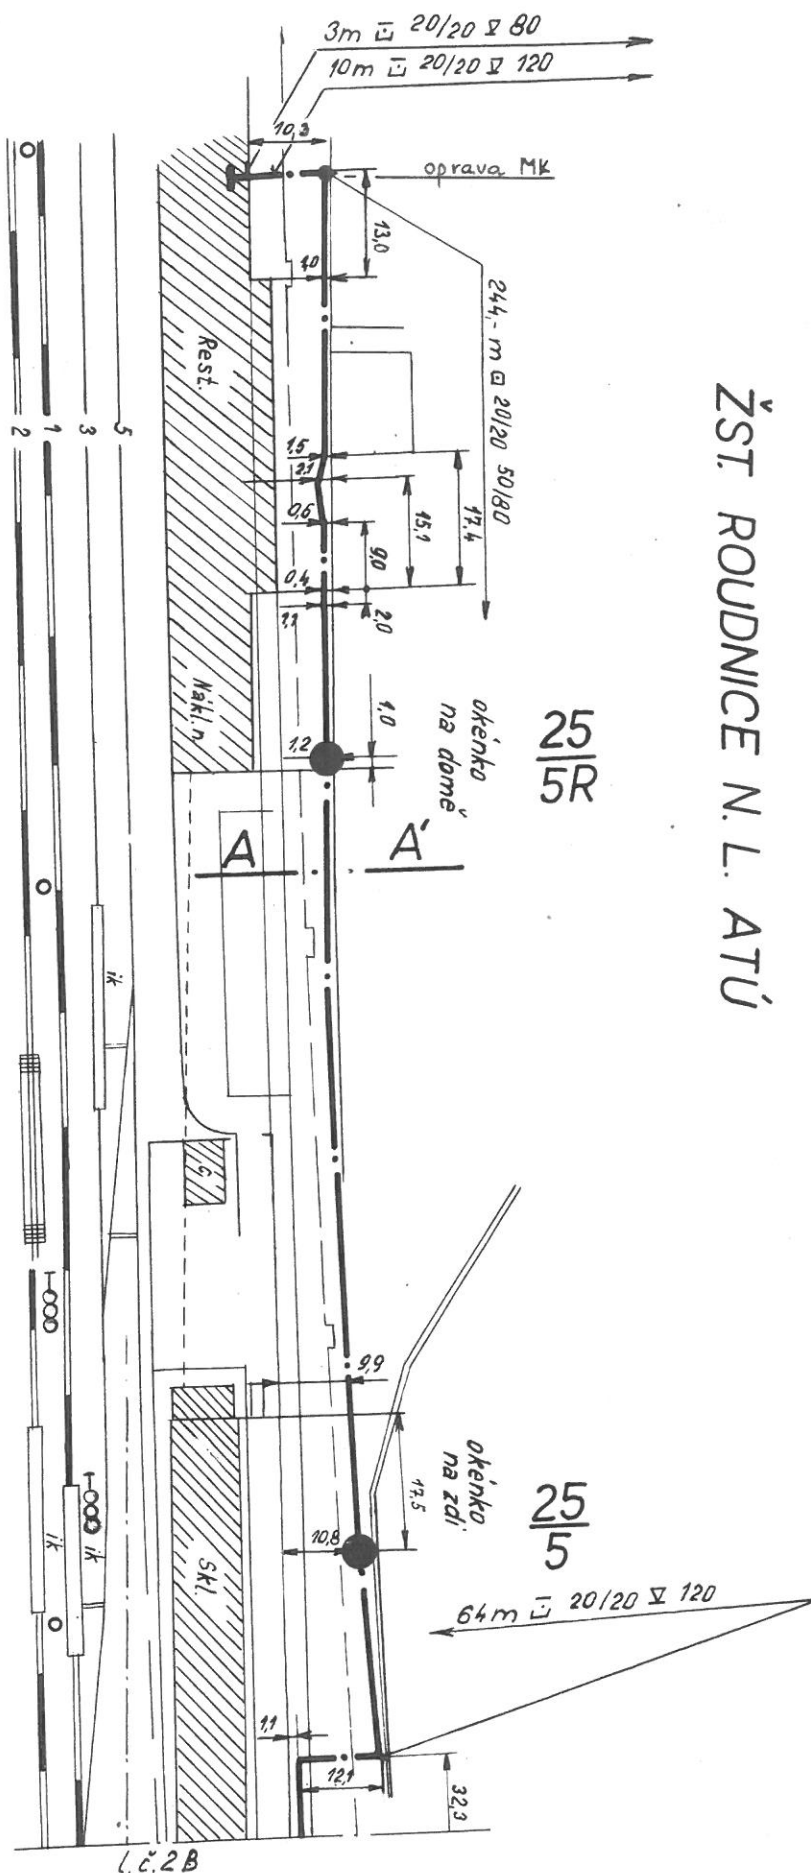 3m 20/20 80
10m 20/20 120
10,3
oprava MK
13,0
1,0
244,- m 20/20 50/80
Rest.
1,5
2,1
0,6
15,1
17,4
9,0
0,4
1,1
2,0
2 1 3 5
ŽST. ROUDNICE N. L. ATÚ
Nákl. n.
1,0
1,2
okénko
na domě
25
5R
A A'
ik
Č.
9,9
17,5
okénko
na zdi
25
5
10,8
ik
ik
Skl.
64m 20/20 120
1,1
12,1
32,3
l.č. 2B